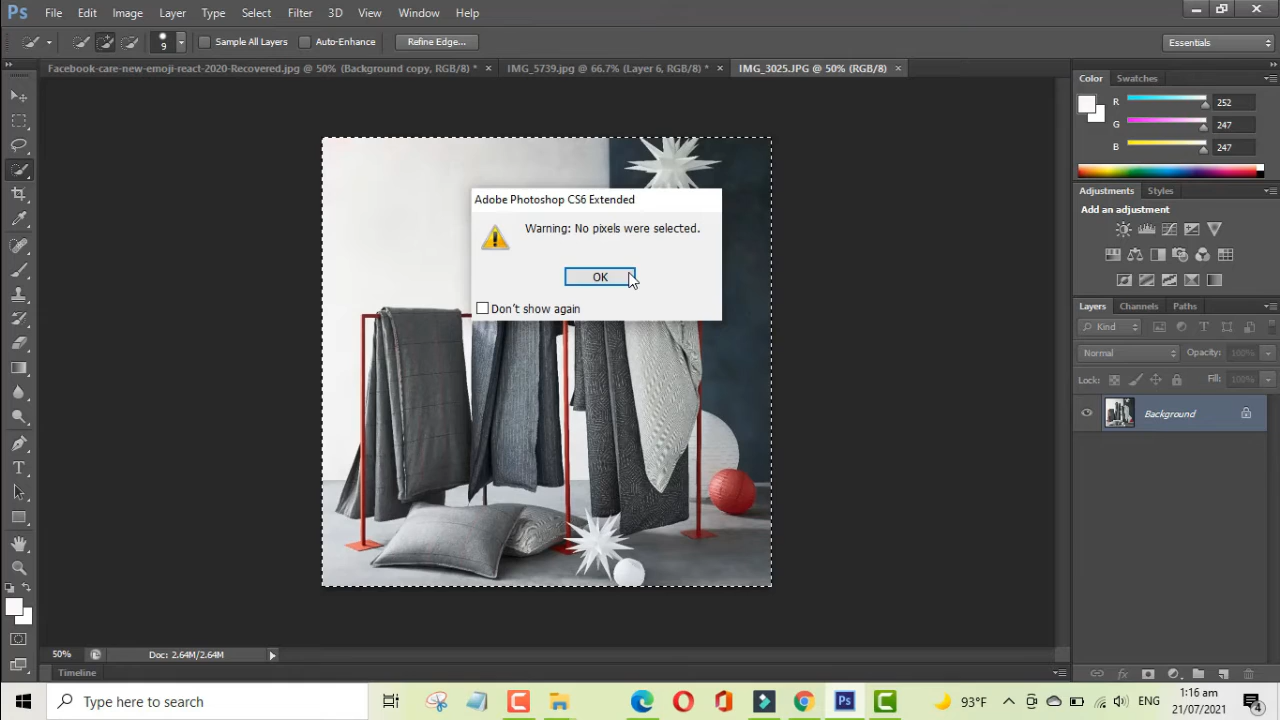 Ps File Edit Image Layer Type Select Filter 3D View Window Help
9 Sample All Layers Auto-Enhance Refine Edge... Essentials
Facebook-care-new-emoji-react-2020-Recovered.jpg @ 50% (Background copy, RGB/8) * × IMG_5739.jpg @ 66.7% (Layer 6, RGB/8) * × IMG_3025.JPG @ 50% (RGB/8) ×
Color Swatches
R 252
G 247
B 247
Adjustments Styles
Add an adjustment
Adobe Photoshop CS6 Extended
Warning: No pixels were selected.
OK
Don't show again
Layers Channels Paths
Kind
Normal Opacity: 100%
Lock: Fill: 100%
Background
50% Doc: 2.64M/2.64M
Timeline
Type here to search
Ps
93°F ENG
1:16 am
21/07/2021
4